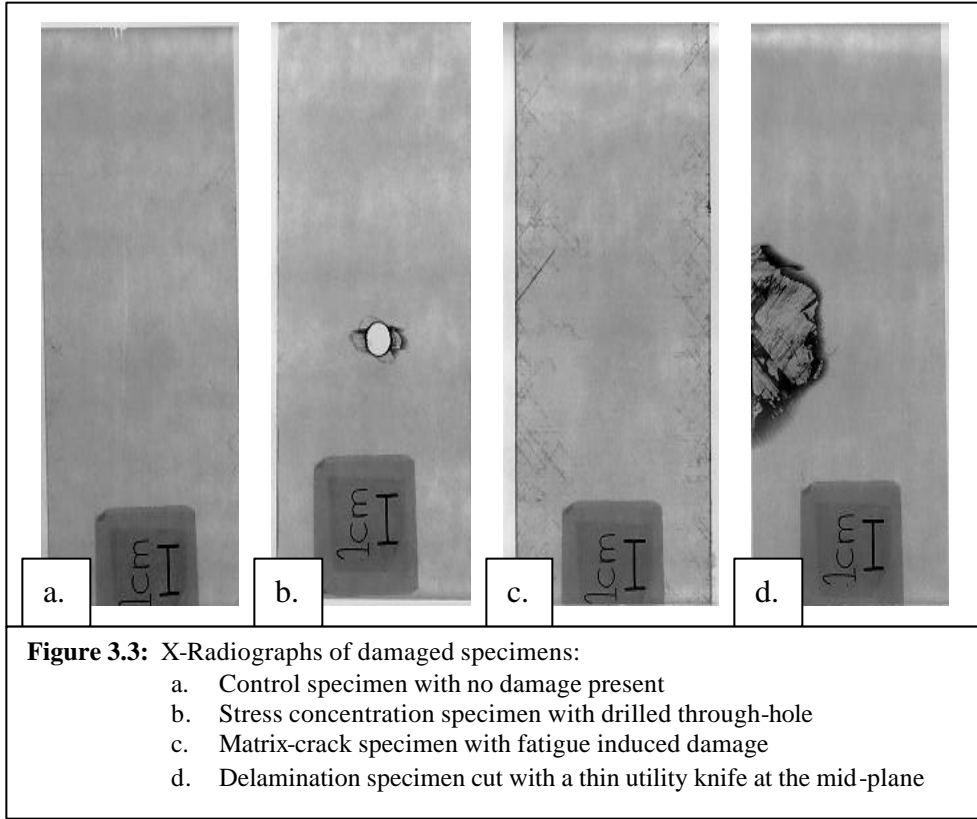 1cm
1cm
1cm
1cm
a.
b.
c.
d.
Figure 3.3: X-Radiographs of damaged specimens:
a. Control specimen with no damage present
b. Stress concentration specimen with drilled through-hole
c. Matrix-crack specimen with fatigue induced damage
d. Delamination specimen cut with a thin utility knife at the mid-plane